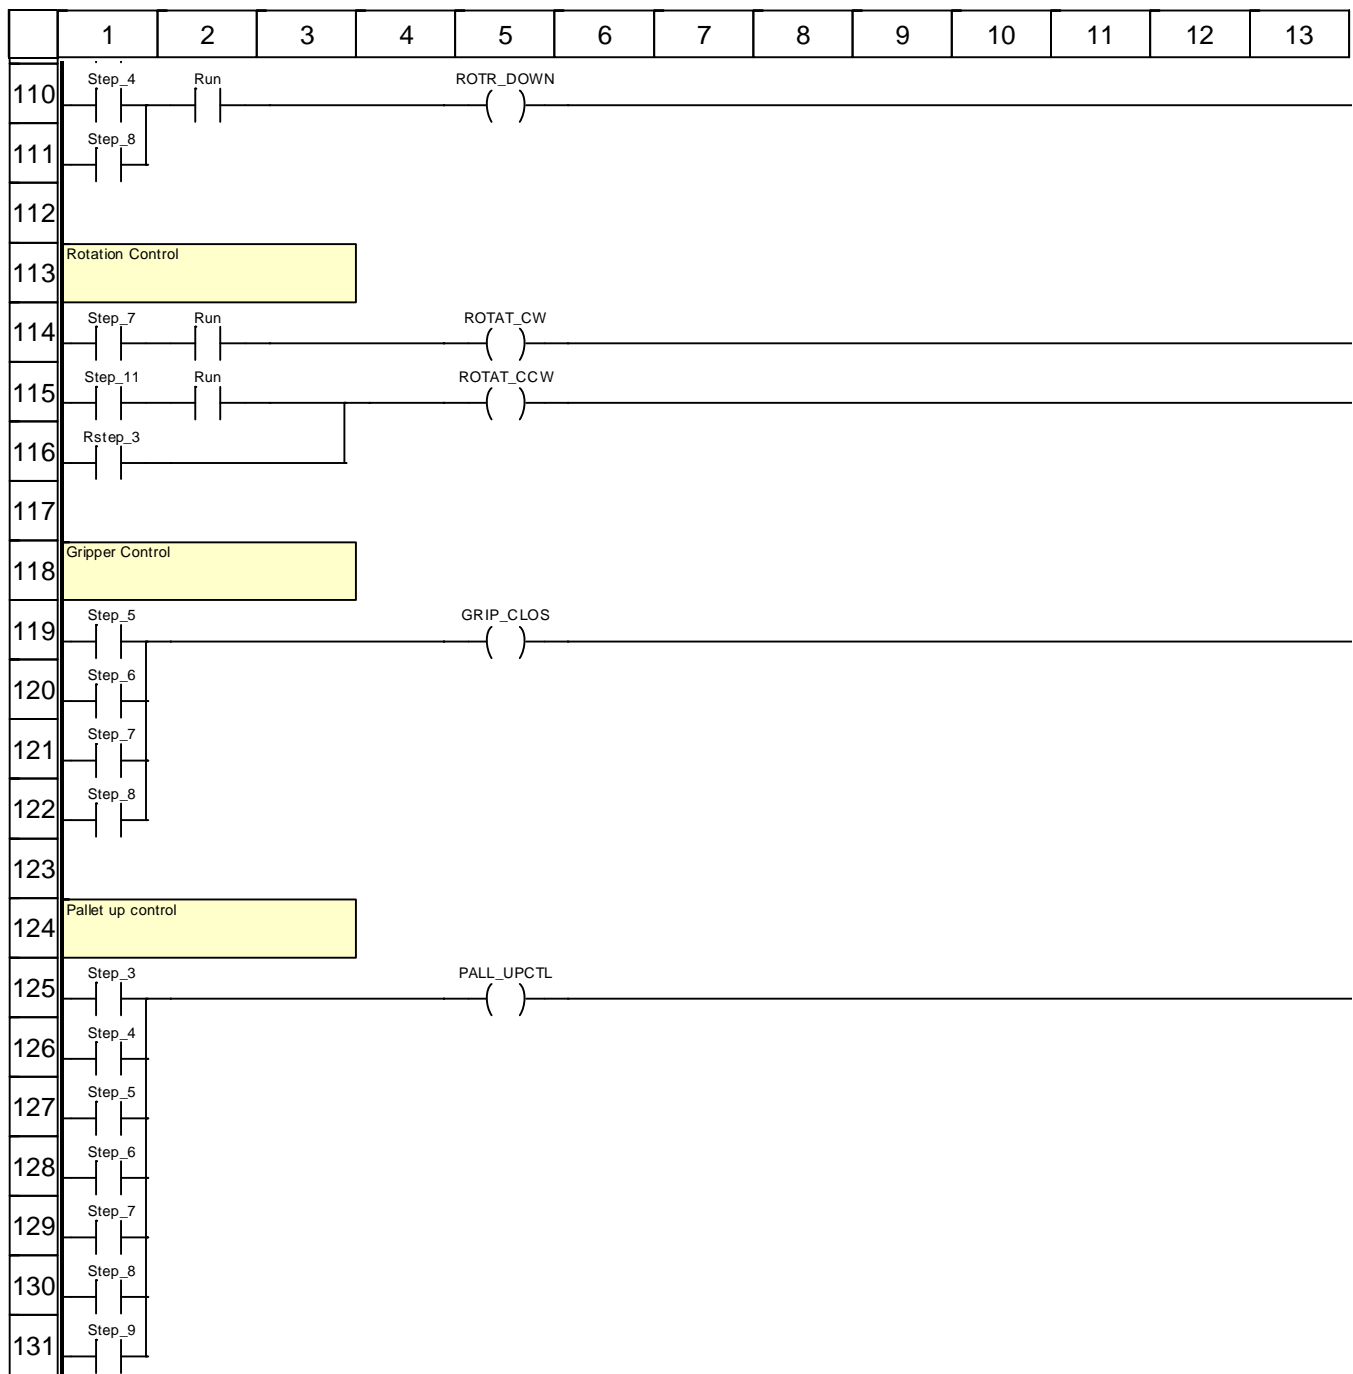 1 2 3 4 5 6 7 8 9 10 11 12 13
Step_4 Run ROTR_DOWN
110
Step_8
111
112
Rotation Control
113
Step_7 Run ROTAT_CW
114
Step_11 Run ROTAT_CCW
115
Rstep_3
116
117
Gripper Control
118
Step_5 GRIP_CLOS
119
Step_6
120
Step_7
121
Step_8
122
123
Pallet up control
124
Step_3 PALL_UPCTL
125
Step_4
126
Step_5
127
Step_6
128
Step_7
129
Step_8
130
Step_9
131